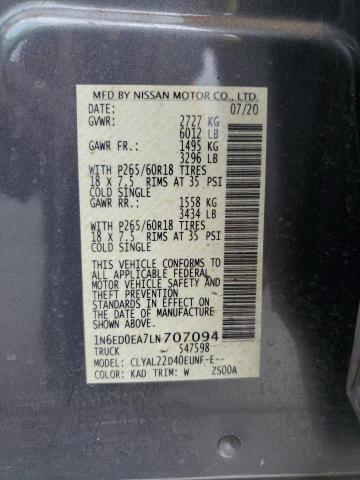 MFD BY NISSAN MOTOR CO., LTD.
DATE: 07/20
GVWR: 2727 KG
6012 LB
GAWR FR: 1495 KG
3296 LB
WITH P265/60R18 TIRES
18 X 7.5 RIMS AT 35 PSI
COLD SINGLE
GAWR RR: 1558 KG
3434 LB
WITH P265/60R18 TIRES
18 X 7.5 RIMS AT 35 PSI
COLD SINGLE
THIS VEHICLE CONFORMS TO
ALL APPLICABLE FEDERAL
MOTOR VEHICLE SAFETY
AND THEFT PREVENTION
STANDARDS IN EFFECT ON
THE DATE OF MANUFACTURE
SHOWN ABOVE.
1N6ED0EA7LN707094
TRUCK 547598
MODEL: CLYAL22D40EUNF-E--
COLOR: KAD TRIM: W ZS00A